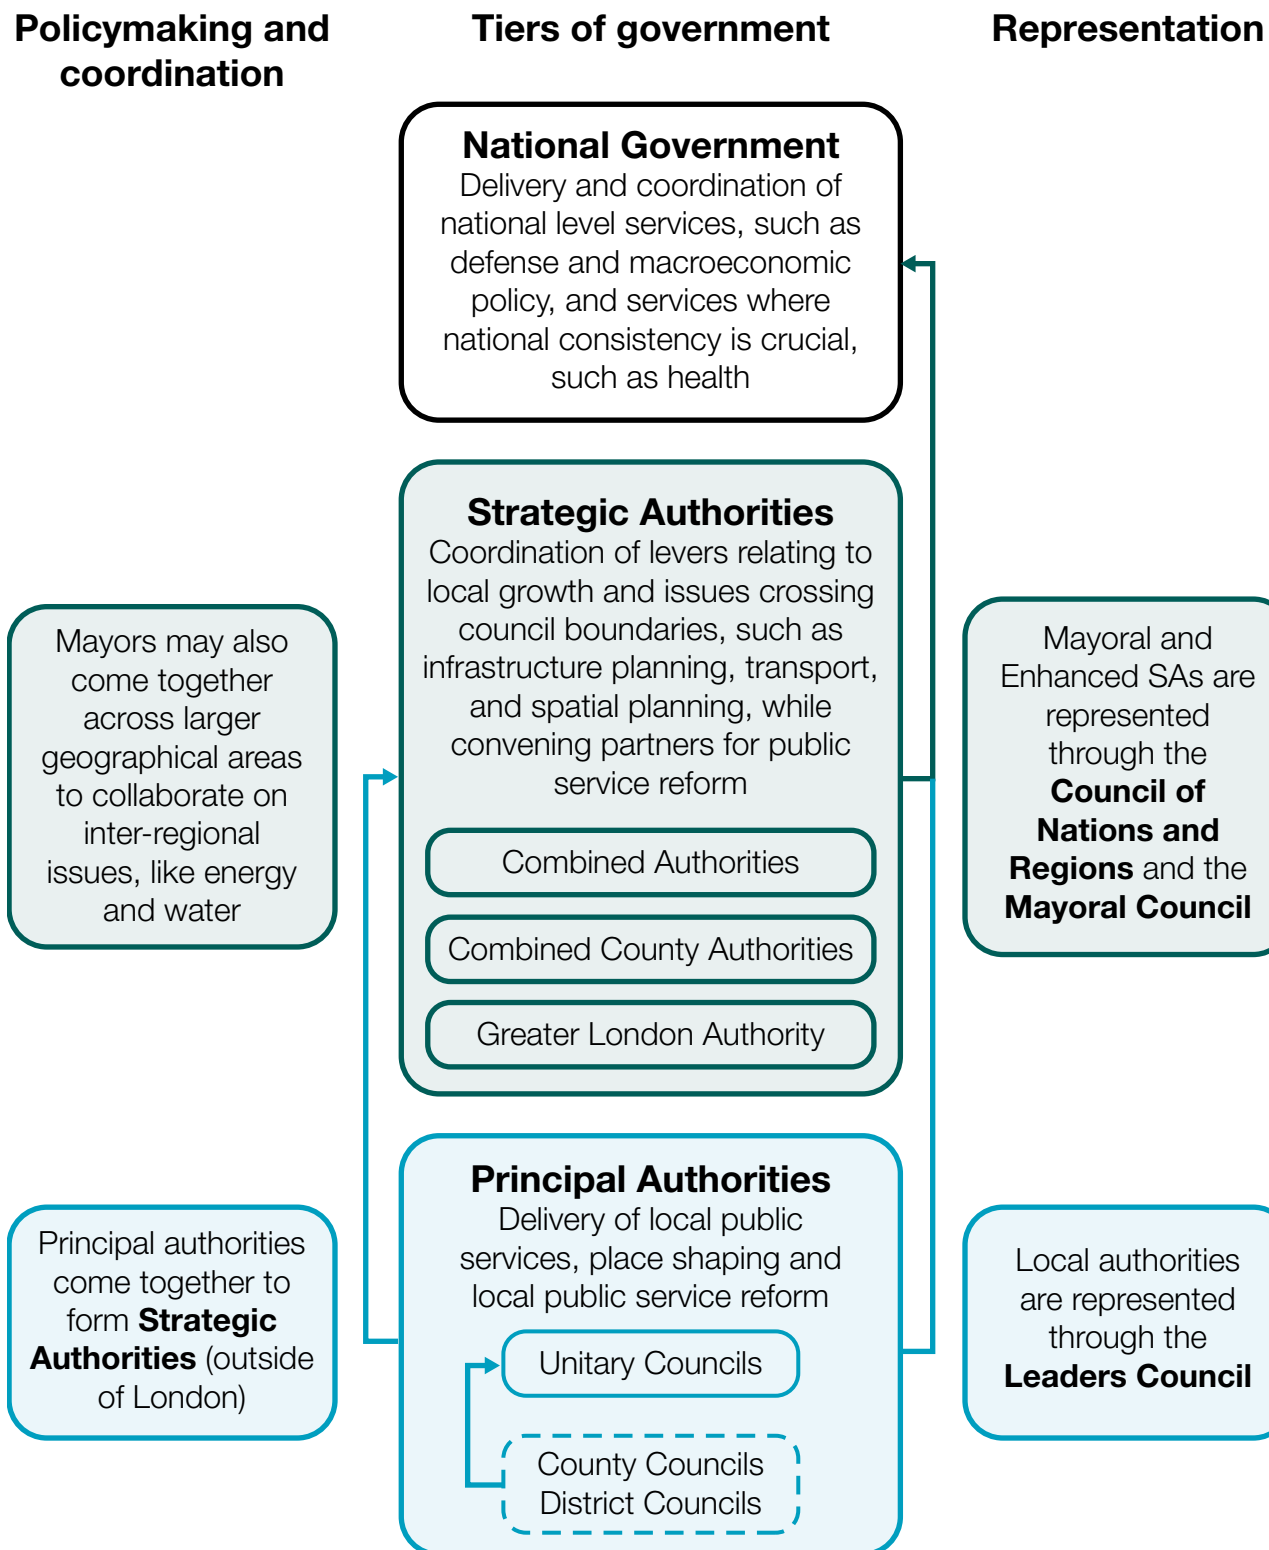 Policymaking and
coordination
Tiers of government
Representation
National Government
Delivery and coordination of
national level services, such as
defense and macroeconomic
policy, and services where
national consistency is crucial,
such as health
Strategic Authorities
Coordination of levers relating to
local growth and issues crossing
council boundaries, such as
infrastructure planning, transport,
and spatial planning, while
convening partners for public
service reform
Combined Authorities
Combined County Authorities
Greater London Authority
Mayors may also
come together
across larger
geographical areas
to collaborate on
inter-regional
issues, like energy
and water
Mayoral and
Enhanced SAs are
represented
through the
Council of
Nations and
Regions and the
Mayoral Council
Principal Authorities
Delivery of local public
services, place shaping and
local public service reform
Unitary Councils
County Councils
District Councils
Principal authorities
come together to
form Strategic
Authorities (outside
of London)
Local authorities
are represented
through the
Leaders Council